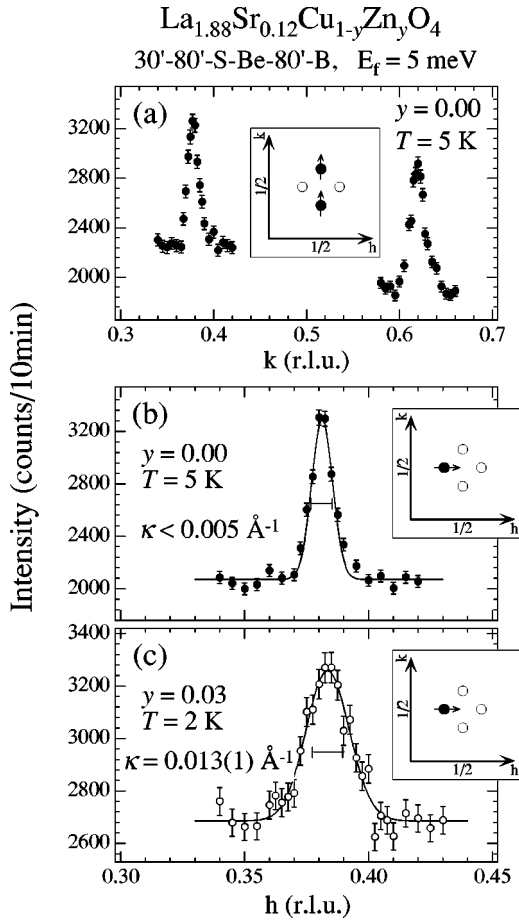 La1.88Sr0.12Cu1-yZnyO4
30'-80'-S-Be-80'-B, Ef = 5 meV
(a)
y = 0.00
T = 5 K
3200
2800
2400
2000
k
1/2
1/2
h
0.3 0.4 0.5 0.6 0.7
k (r.l.u.)
Intensity (counts/10min)
(b)
y = 0.00
T = 5 K
κ < 0.005 Å-1
3200
2800
2400
2000
k
1/2
1/2
h
(c)
y = 0.03
T = 2 K
κ = 0.013(1) Å-1
3400
3200
3000
2800
2600
k
1/2
1/2
h
0.30 0.35 0.40 0.45
h (r.l.u.)